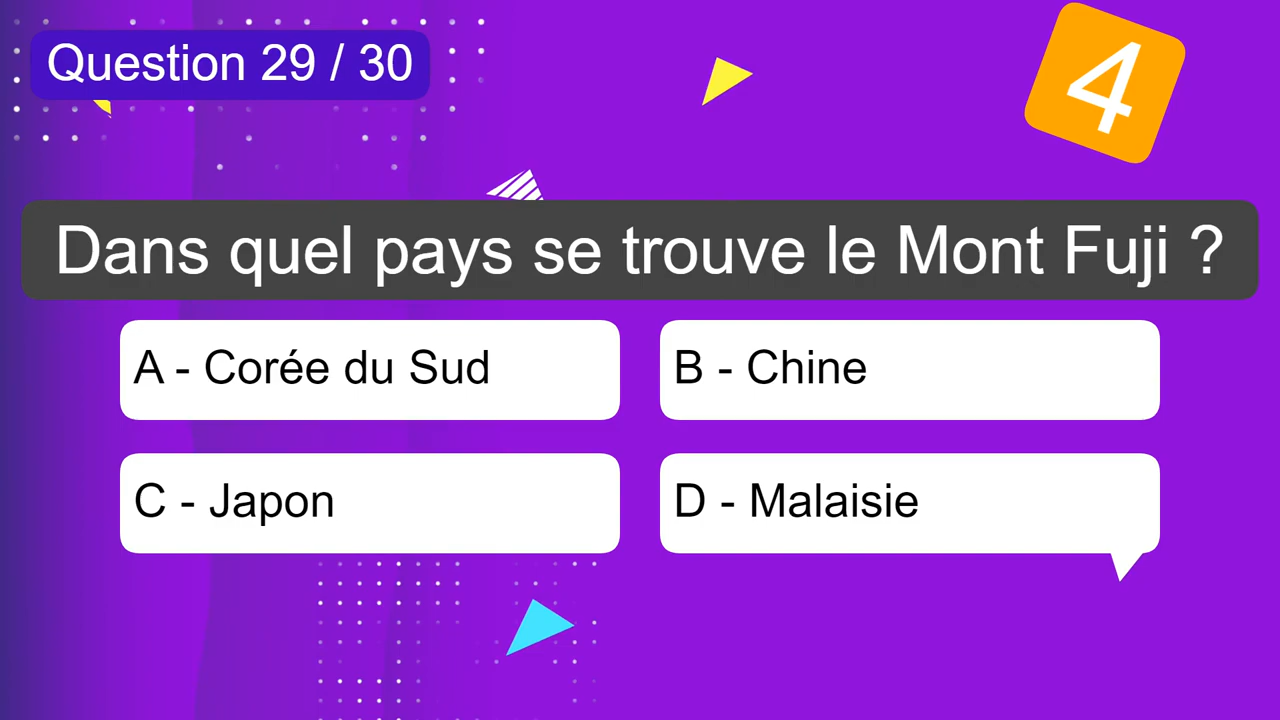 Question 29 / 30
4
Dans quel pays se trouve le Mont Fuji ?
A - Corée du Sud
B - Chine
C - Japon
D - Malaisie